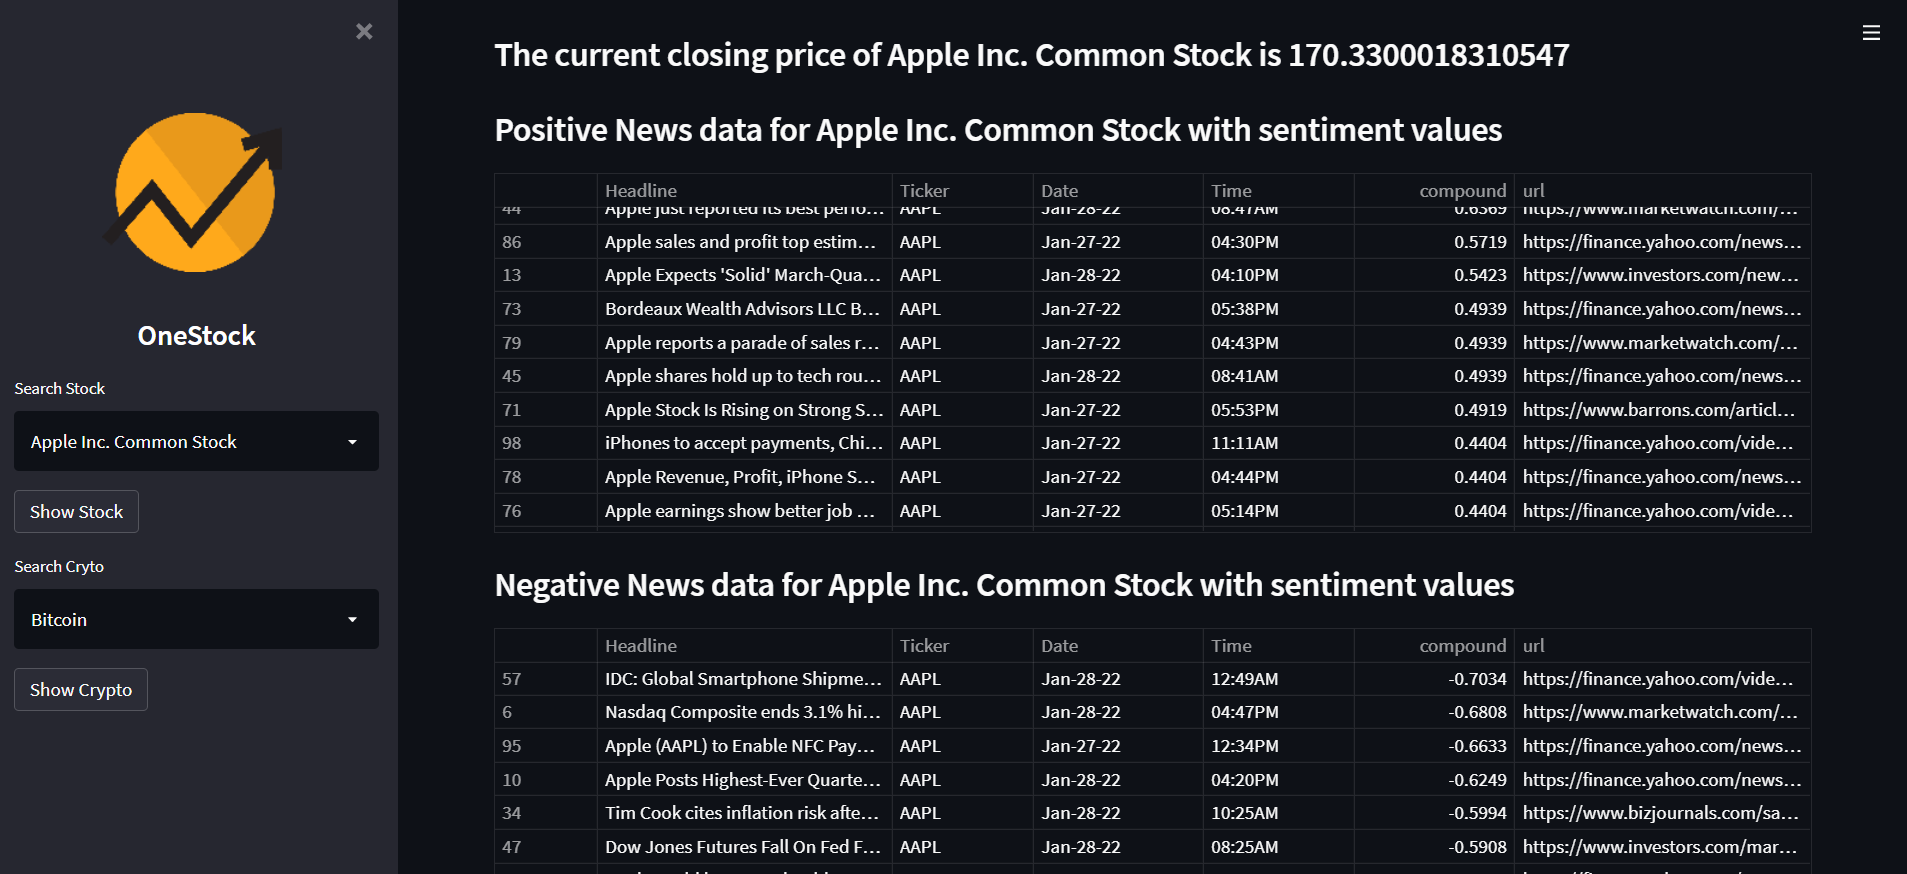 ×
OneStock
Search Stock
Apple Inc. Common Stock
Show Stock
Search Cryto
Bitcoin
Show Crypto
The current closing price of Apple Inc. Common Stock is 170.3300018310547
Positive News data for Apple Inc. Common Stock with sentiment values
Headline Ticker Date Time compound url
44 Apple just reported its best perfo... AAPL Jan-28-22 08:47AM 0.6369 https://www.marketwatch.com/...
86 Apple sales and profit top estim... AAPL Jan-27-22 04:30PM 0.5719 https://finance.yahoo.com/news...
13 Apple Expects 'Solid' March-Qua... AAPL Jan-28-22 04:10PM 0.5423 https://www.investors.com/new...
73 Bordeaux Wealth Advisors LLC B... AAPL Jan-27-22 05:38PM 0.4939 https://finance.yahoo.com/news...
79 Apple reports a parade of sales r... AAPL Jan-27-22 04:43PM 0.4939 https://www.marketwatch.com/...
45 Apple shares hold up to tech rou... AAPL Jan-28-22 08:41AM 0.4939 https://finance.yahoo.com/news...
71 Apple Stock Is Rising on Strong S... AAPL Jan-27-22 05:53PM 0.4919 https://www.barrons.com/articl...
98 iPhones to accept payments, Chi... AAPL Jan-27-22 11:11AM 0.4404 https://finance.yahoo.com/vide...
78 Apple Revenue, Profit, iPhone S... AAPL Jan-27-22 04:44PM 0.4404 https://finance.yahoo.com/news...
76 Apple earnings show better job ... AAPL Jan-27-22 05:14PM 0.4404 https://finance.yahoo.com/vide...
Negative News data for Apple Inc. Common Stock with sentiment values
Headline Ticker Date Time compound url
57 IDC: Global Smartphone Shipme... AAPL Jan-28-22 12:49AM -0.7034 https://finance.yahoo.com/vide...
6 Nasdaq Composite ends 3.1% hi... AAPL Jan-28-22 04:47PM -0.6808 https://www.marketwatch.com/...
95 Apple (AAPL) to Enable NFC Pay... AAPL Jan-27-22 12:34PM -0.6633 https://finance.yahoo.com/news...
10 Apple Posts Highest-Ever Quarte... AAPL Jan-28-22 04:20PM -0.6249 https://finance.yahoo.com/news...
34 Tim Cook cites inflation risk afte... AAPL Jan-28-22 10:25AM -0.5994 https://www.bizjournals.com/sa...
47 Dow Jones Futures Fall On Fed F... AAPL Jan-28-22 08:25AM -0.5908 https://www.investors.com/mar...